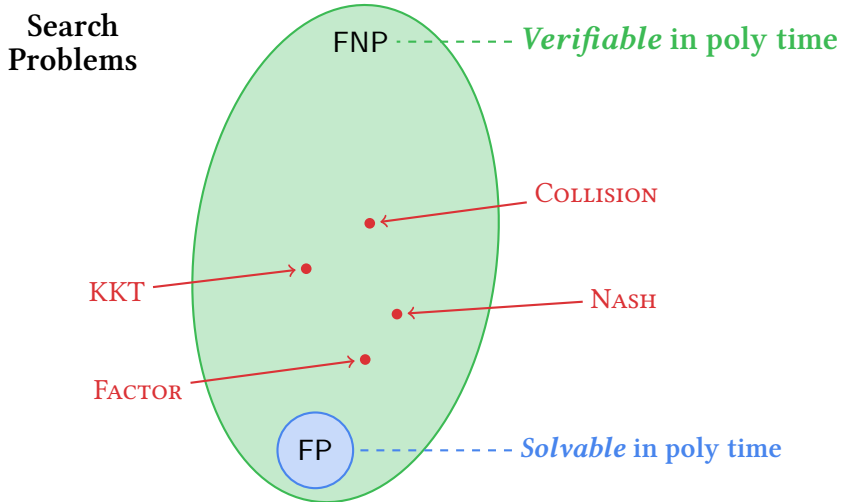 Search
Problems
FNP
Verifiable in poly time
COLLISION
KKT
NASH
FACTOR
FP
Solvable in poly time